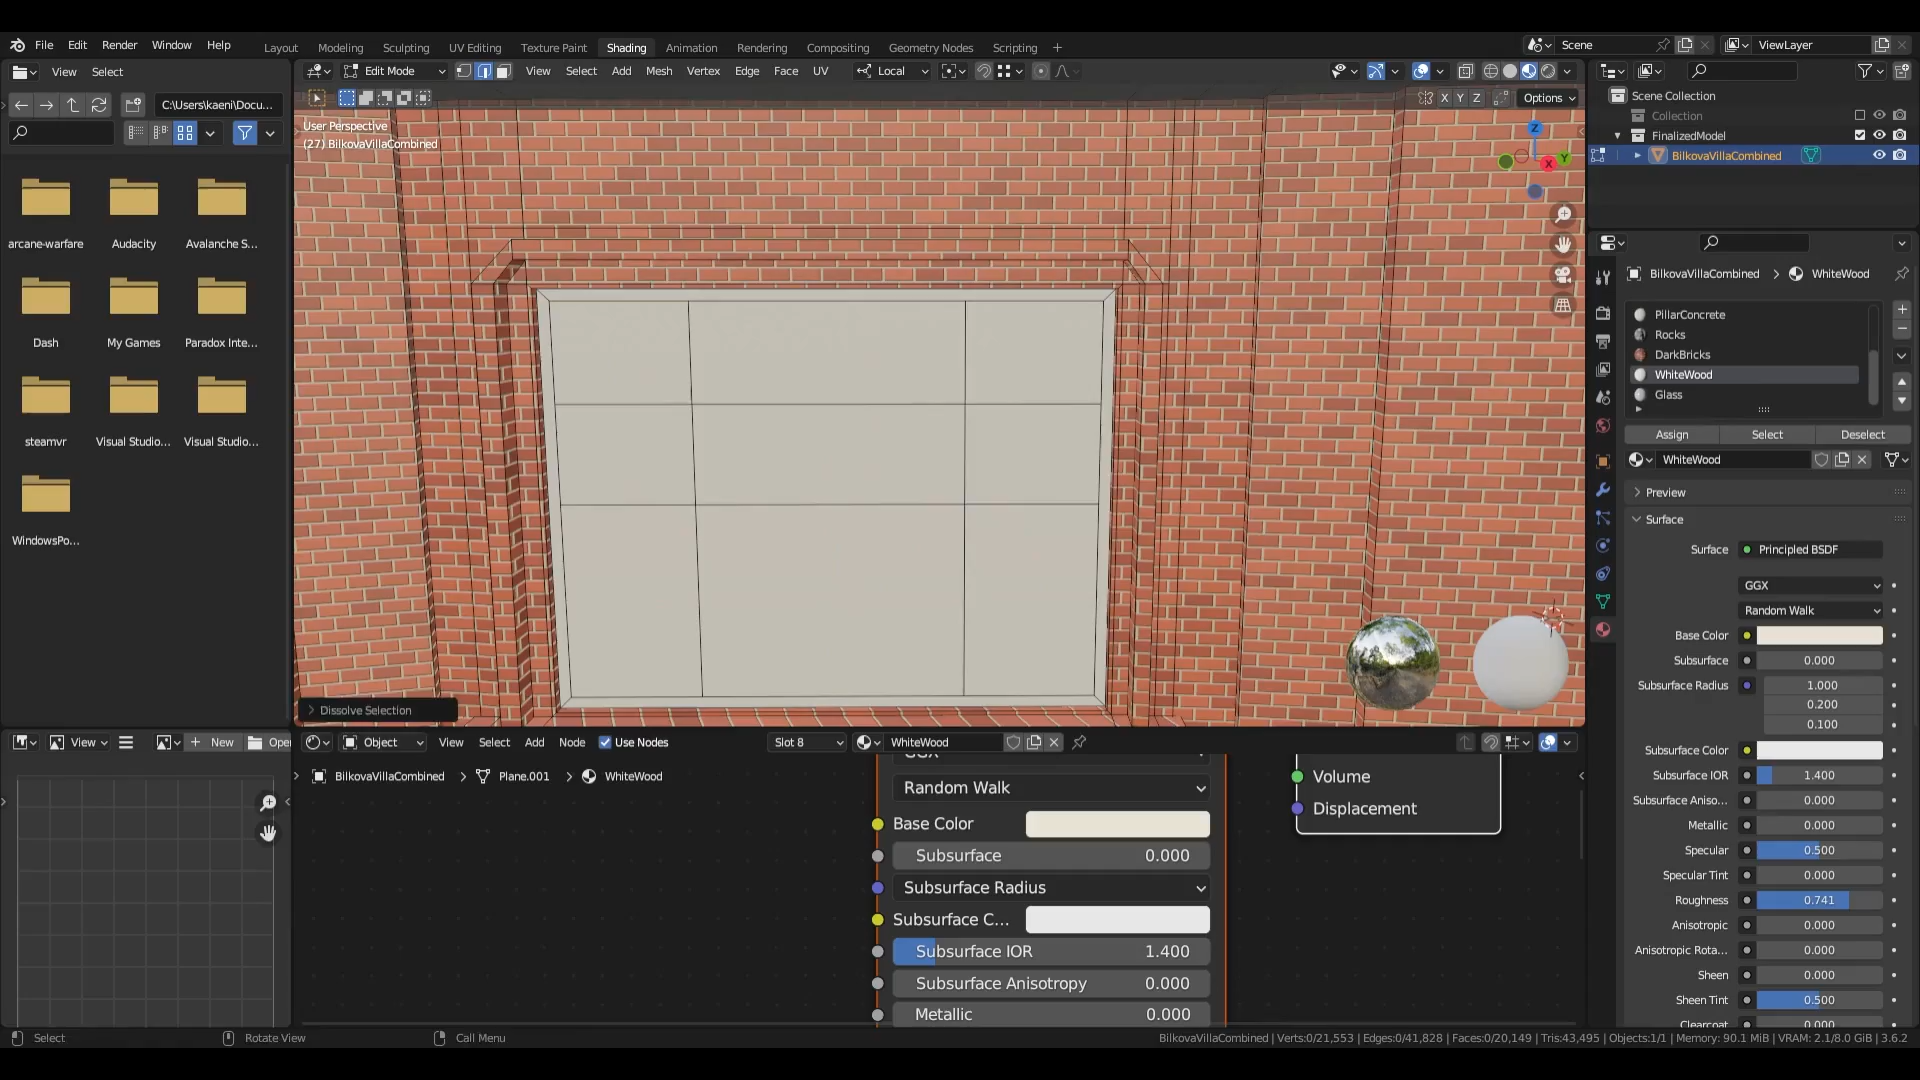 File Edit Render Window Help
Layout Modeling Sculpting UV Editing Texture Paint Shading Animation Rendering Compositing Geometry Nodes Scripting +
Scene
ViewLayer
View Select
Edit Mode
View Select Add Mesh Vertex Edge Face UV
Local
C:\Users\kaeni\Docu...
X Y Z
Options
User Perspective
(27) BilkovaVillaCombined
Z
X
Y
arcane-warfare
Audacity
Avalanche S...
Dash
My Games
Paradox Inte...
steamvr
Visual Studio...
Visual Studio...
WindowsPo...
Dissolve Selection
Scene Collection
Collection
FinalizedModel
BilkovaVillaCombined
BilkovaVillaCombined > WhiteWood
PillarConcrete
Rocks
DarkBricks
WhiteWood
Glass
Assign Select Deselect
WhiteWood
Preview
Surface
Surface Principled BSDF
GGX
Random Walk
Base Color
Subsurface 0.000
Subsurface Radius 1.000
0.200
0.100
Subsurface Color
Subsurface IOR 1.400
Subsurface Aniso... 0.000
Metallic 0.000
Specular 0.500
Specular Tint 0.000
Roughness 0.741
Anisotropic 0.000
Anisotropic Rota... 0.000
Sheen 0.000
Sheen Tint 0.500
Clearcoat 0.000
View
+ New
Open
Object
View Select Add Node Use Nodes
Slot 8
WhiteWood
BilkovaVillaCombined > Plane.001 > WhiteWood
GGX
Random Walk
Base Color
Subsurface 0.000
Subsurface Radius
Subsurface C...
Subsurface IOR 1.400
Subsurface Anisotropy 0.000
Metallic 0.000
Volume
Displacement
Select
Rotate View
Call Menu
BilkovaVillaCombined | Verts:0/21,553 | Edges:0/41,828 | Faces:0/20,149 | Tris:43,495 | Objects:1/1 | Memory: 90.1 MiB | VRAM: 2.1/8.0 GiB | 3.6.2